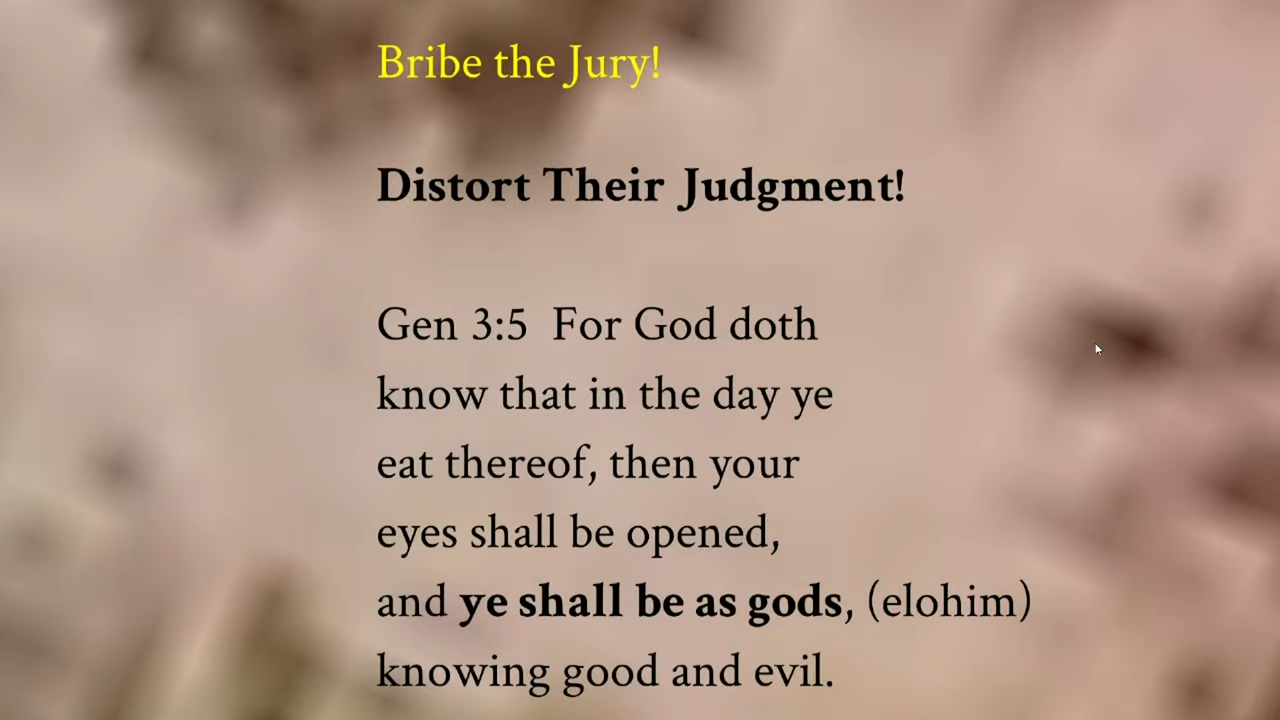 Bribe the Jury!
Distort Their Judgment!
Gen 3:5  For God doth
know that in the day ye
eat thereof, then your
eyes shall be opened,
and ye shall be as gods, (elohim)
knowing good and evil.